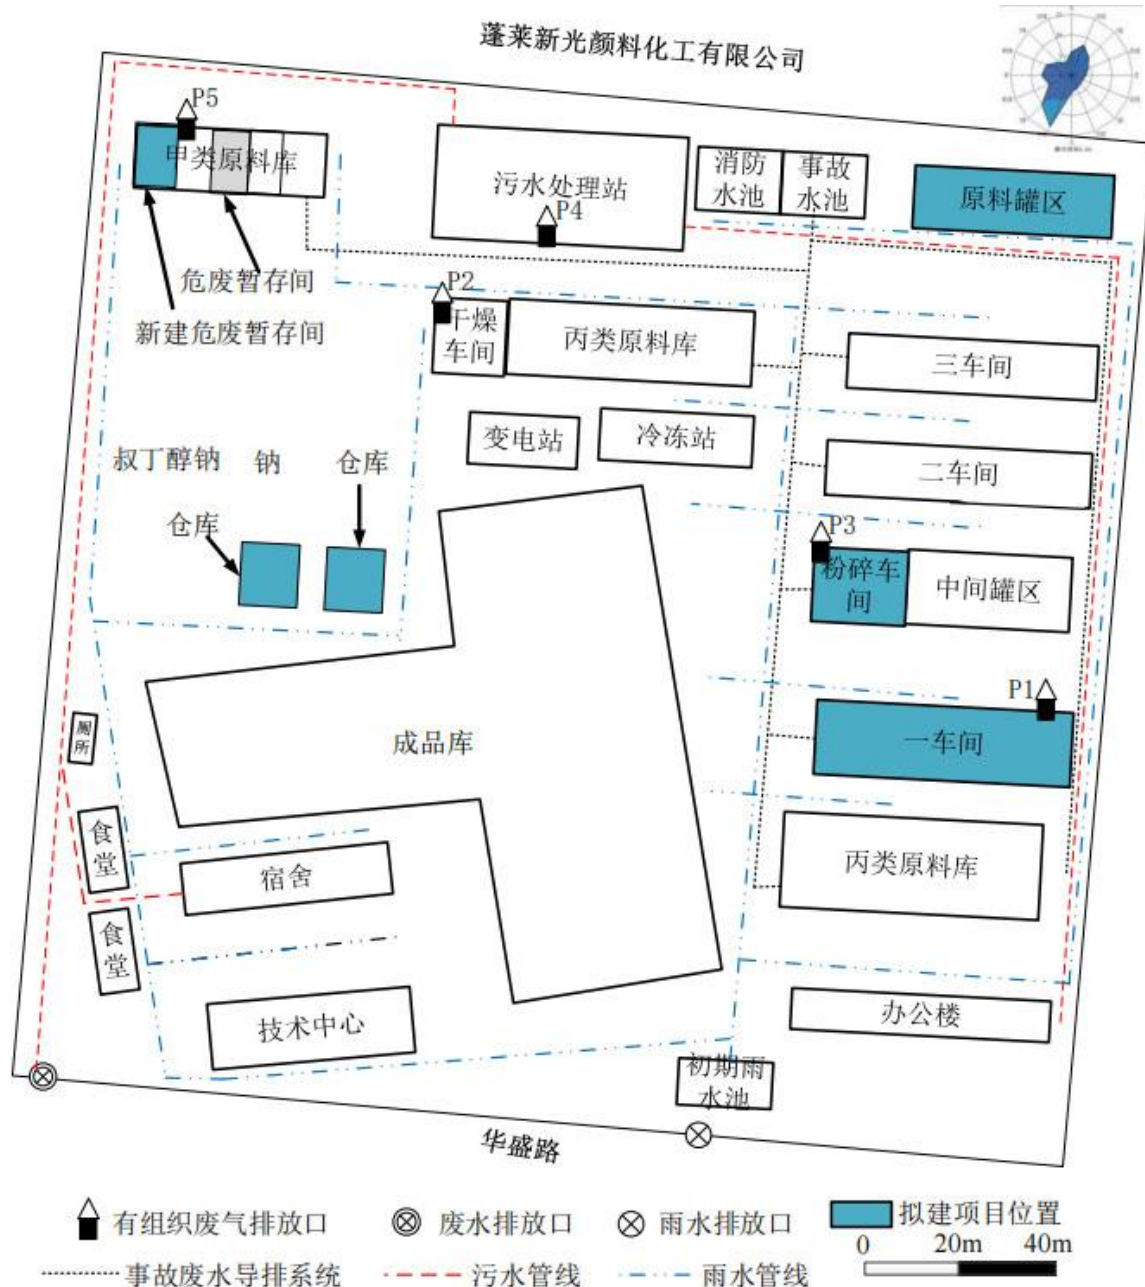 蓬莱新光颜料化工有限公司
P5
甲类原料库
污水处理站
P4
消防
水池
事故
水池
原料罐区
危废暂存间
新建危废暂存间
P2
干燥
车间
丙类原料库
三车间
变电站
冷冻站
二车间
叔丁醇钠
钠
仓库
仓库
P3
粉碎车
间
中间罐区
P1
一车间
成品库
厕所
食堂
宿舍
丙类原料库
食堂
技术中心
办公楼
初期雨
水池
华盛路
有组织废气排放口
废水排放口
雨水排放口
拟建项目位置
0 20m 40m
事故废水导排系统
污水管线
雨水管线